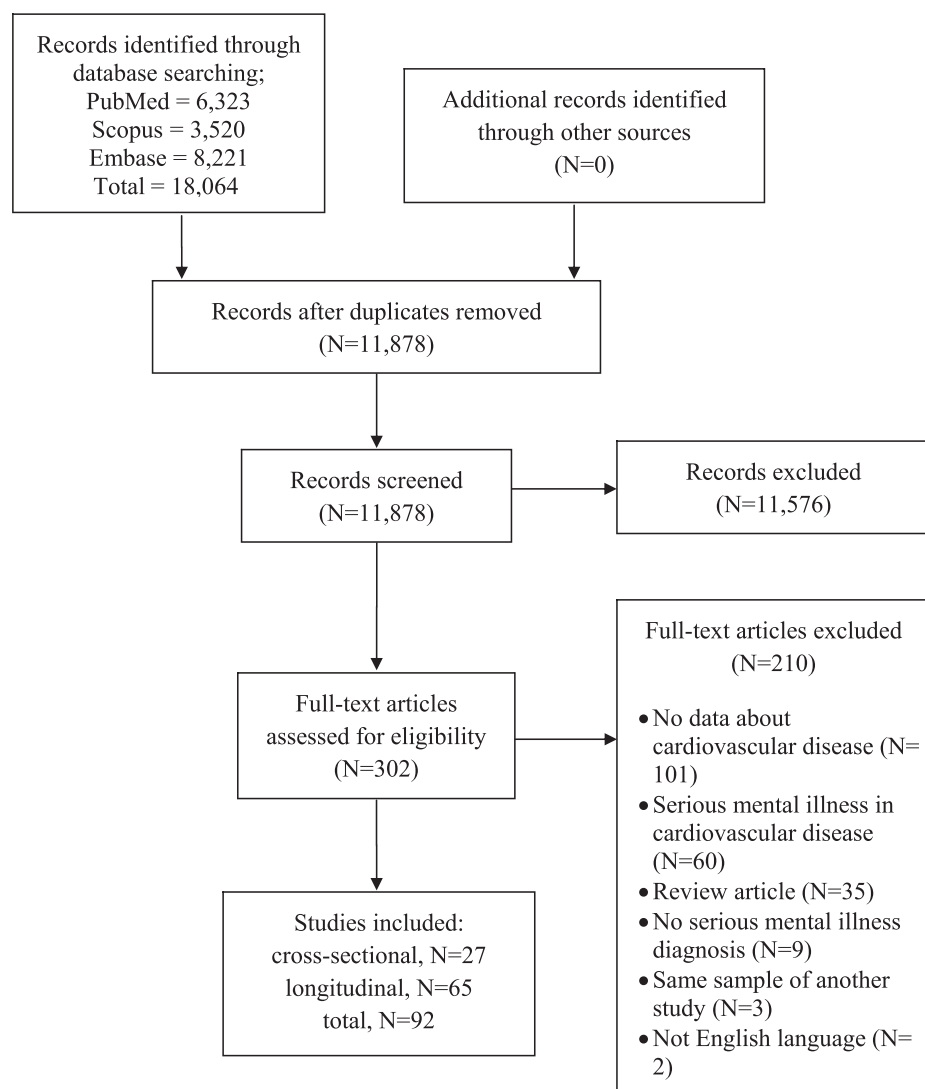 Records identified through
database searching;
PubMed = 6,323
Scopus = 3,520
Embase = 8,221
Total = 18,064
Additional records identified
through other sources
(N=0)
Records after duplicates removed
(N=11,878)
Records screened
(N=11,878)
Records excluded
(N=11,576)
Full-text articles
assessed for eligibility
(N=302)
Full-text articles excluded
(N=210)
•No data about
cardiovascular disease (N=
101)
•Serious mental illness in
cardiovascular disease
(N=60)
•Review article (N=35)
•No serious mental illness
diagnosis (N=9)
•Same sample of another
study (N=3)
•Not English language (N=
2)
Studies included:
cross-sectional, N=27
longitudinal, N=65
total, N=92